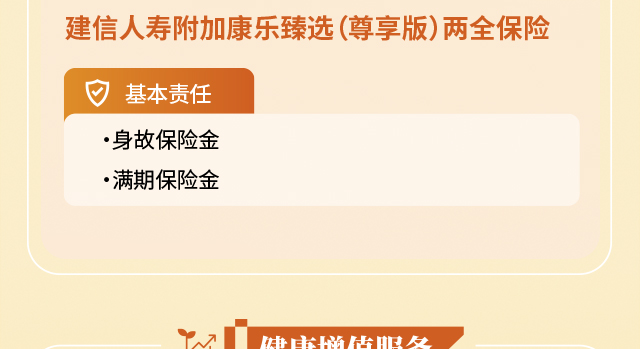 建信人寿附加康乐臻选（尊享版）两全保险
基本责任
·身故保险金
·满期保险金
健康增值服务